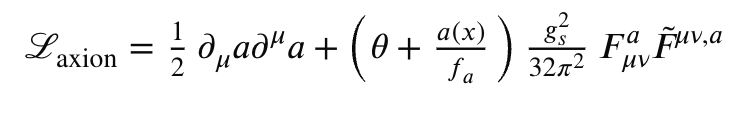 ℒ_axion = 1/2 ∂_μ a ∂^μ a + ( θ + a(x)/f_a ) g_s^2/32π^2 F^a_{μν} F̃^{μν,a}